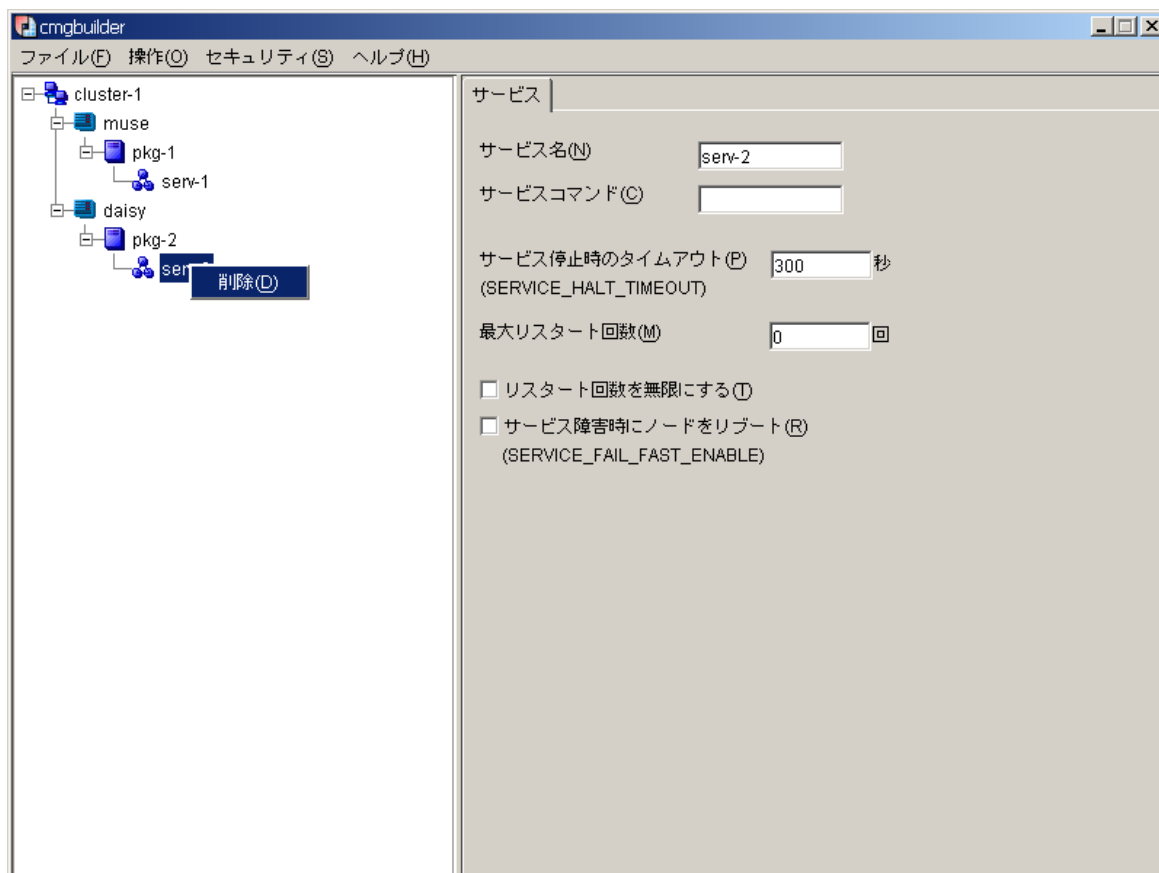 cmgbuilder
ファイル(F) 操作(O) セキュリティ(S) ヘルプ(H)
cluster-1
muse
pkg-1
serv-1
daisy
pkg-2
削除(D)
サービス
サービス名(N) serv-2
サービスコマンド(C)
サービス停止時のタイムアウト(P) 300 秒
(SERVICE_HALT_TIMEOUT)
最大リスタート回数(M) 0 回
リスタート回数を無限にする(T)
サービス障害時にノードをリブート(R)
(SERVICE_FAIL_FAST_ENABLE)